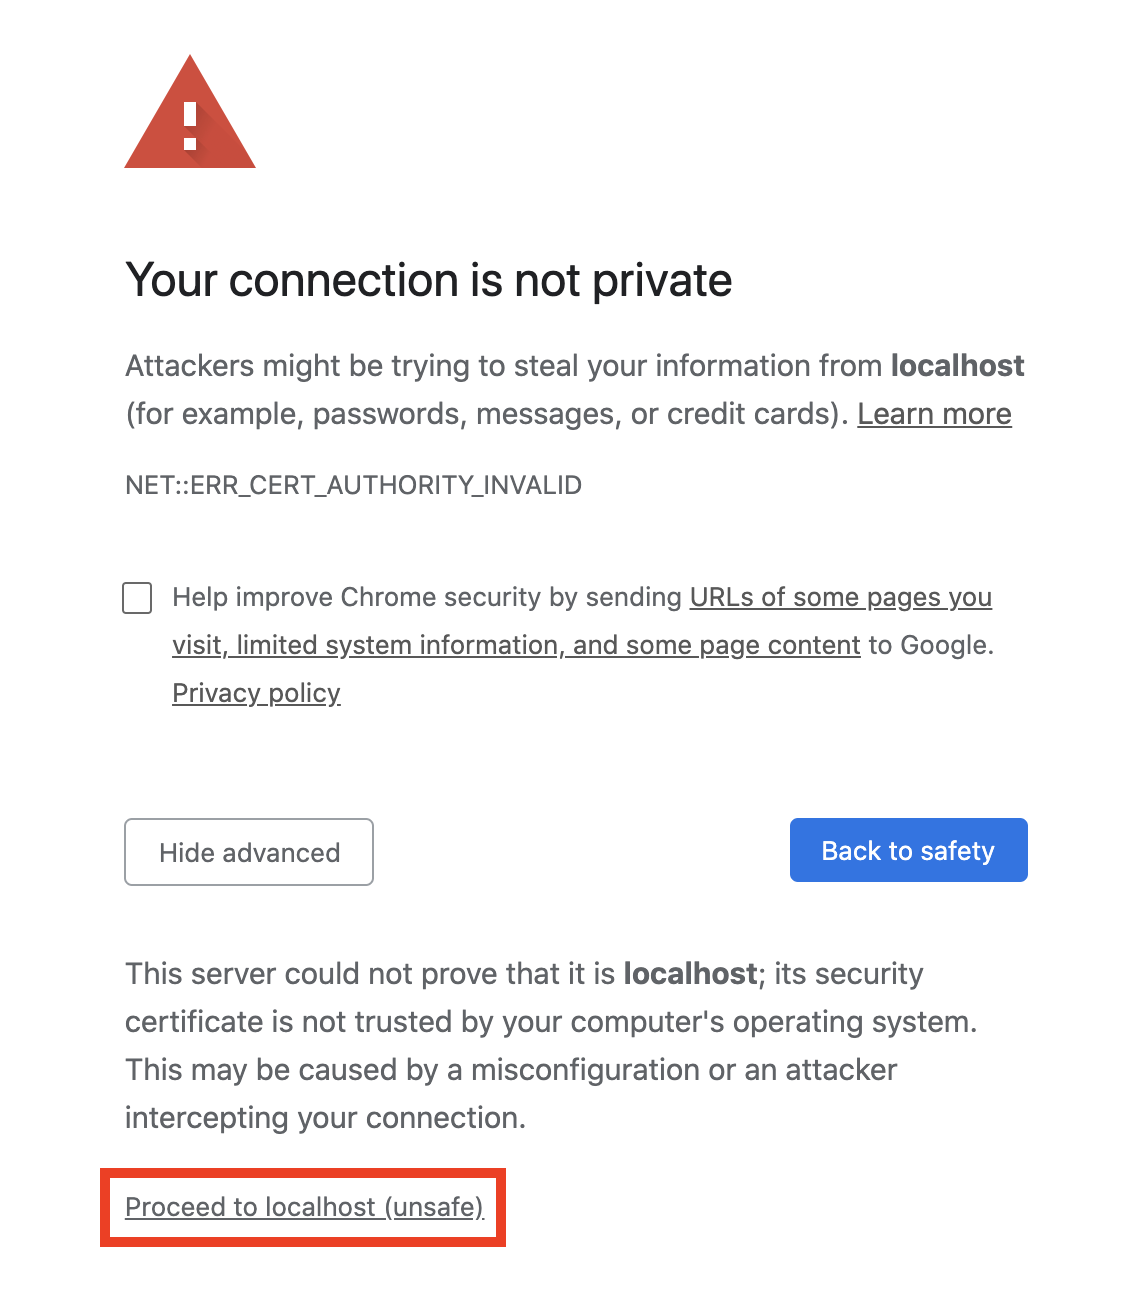 Your connection is not private
Attackers might be trying to steal your information from localhost
(for example, passwords, messages, or credit cards). Learn more
NET::ERR_CERT_AUTHORITY_INVALID
Help improve Chrome security by sending URLs of some pages you
visit, limited system information, and some page content to Google.
Privacy policy
Hide advanced
Back to safety
This server could not prove that it is localhost; its security
certificate is not trusted by your computer's operating system.
This may be caused by a misconfiguration or an attacker
intercepting your connection.
Proceed to localhost (unsafe)